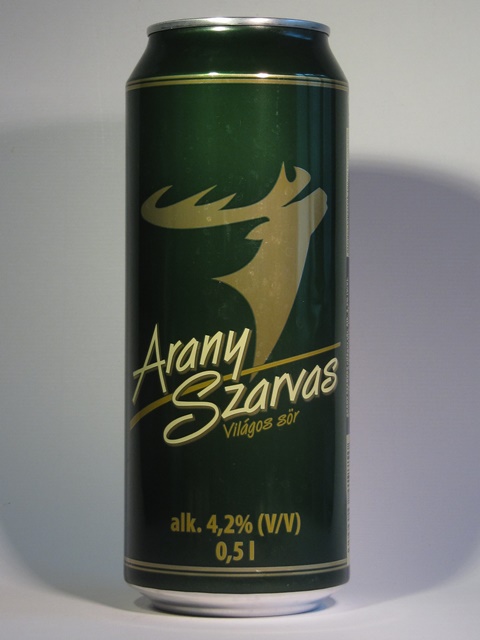 Arany
Szarvas
Világos sör
alk. 4,2% (V/V)
0,5 l